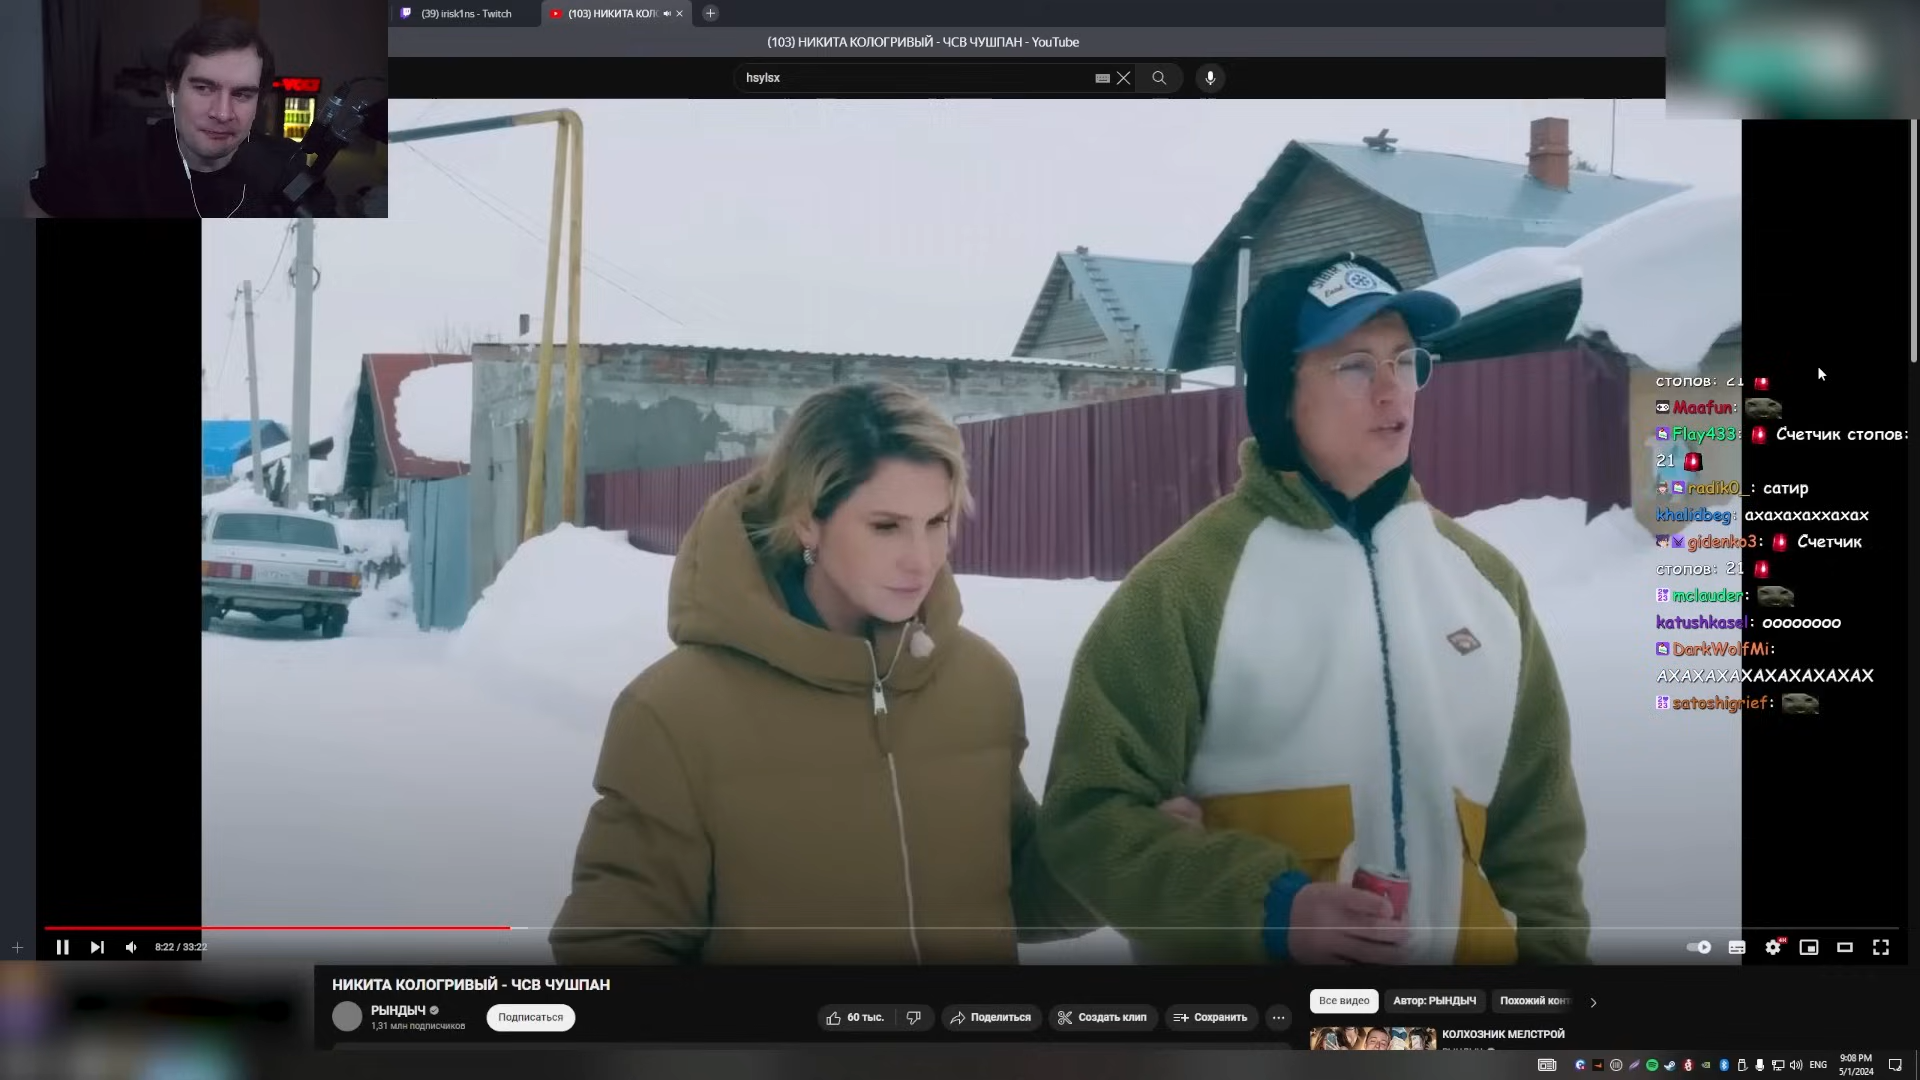 (39) irisk1ns - Twitch
(103) НИКИТА КОЛ
(103) НИКИТА КОЛОГРИВЫЙ - ЧСВ ЧУШПАН - YouTube
hsylsx
стопов: 21
Maafun:
Flay433: Счетчик стопов:
21
radik0_: сатир
khalidbeg: ахахахаххахах
gidenko3: Счетчик
стопов: 21
mclauder:
katushkasel: оооооооо
DarkWolfMi:
АХАХАХАХАХАХАХАХАХ
satoshigrief:
8:22 / 33:22
НИКИТА КОЛОГРИВЫЙ - ЧСВ ЧУШПАН
РЫНДЫЧ
1,31 млн подписчиков
Подписаться
60 тыс.
Поделиться
Создать клип
Сохранить
Все видео
Автор: РЫНДЫЧ
Похожий конт
КОЛХОЗНИК МЕЛСТРОЙ
ENG
9:08 PM
5/1/2024